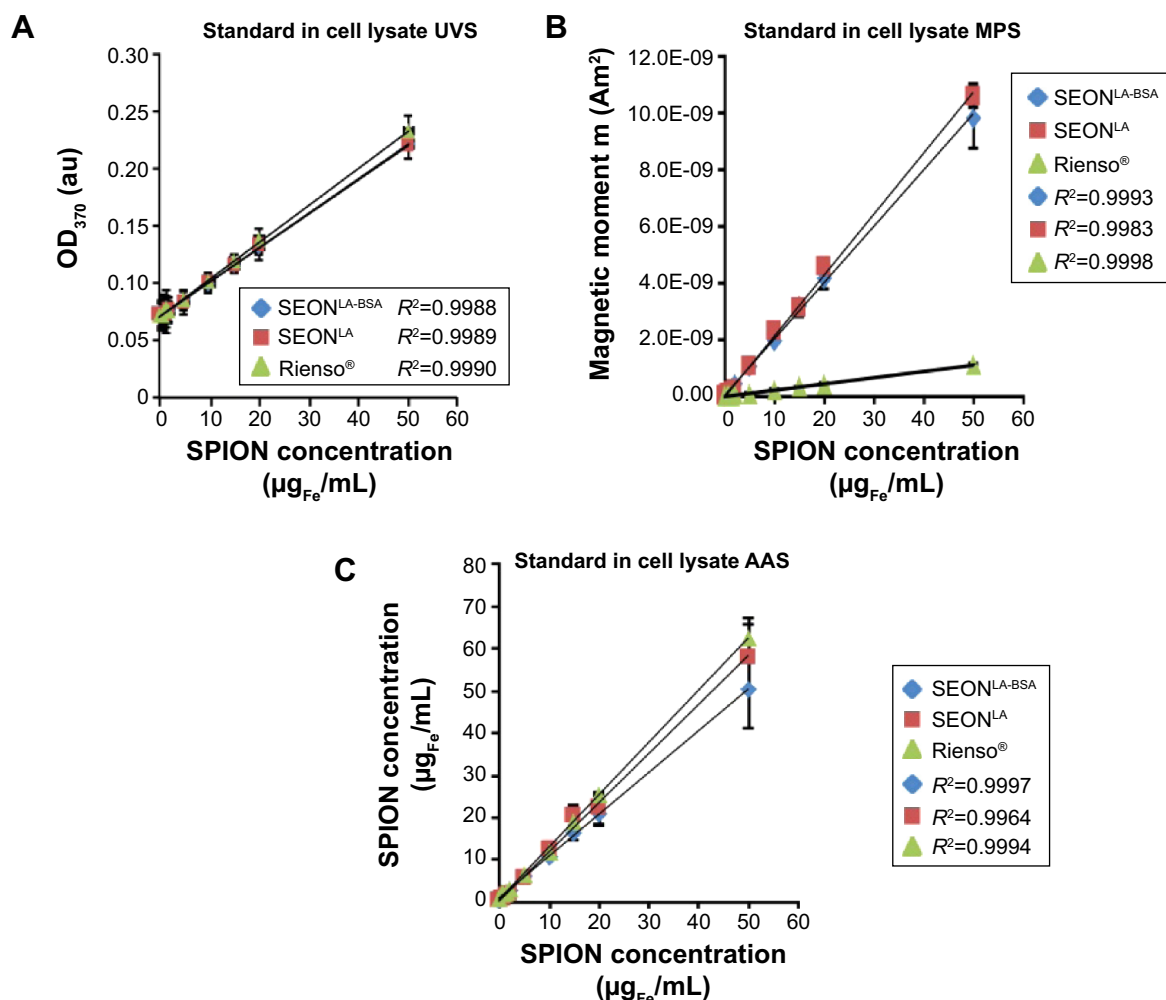 A
Standard in cell lysate UVS
0.30
0.25
0.20
0.15
0.10
0.05
0
OD370 (au)
SEONLA-BSA R2=0.9988
SEONLA R2=0.9989
Rienso® R2=0.9990
0 10 20 30 40 50 60
SPION concentration
(µgFe/mL)
B
Standard in cell lysate MPS
12.0E-09
10.0E-09
8.0E-09
6.0E-09
4.0E-09
2.0E-09
0.00
Magnetic moment m (Am2)
0 10 20 30 40 50 60
SPION concentration
(µgFe/mL)
SEONLA-BSA
SEONLA
Rienso®
R2=0.9993
R2=0.9983
R2=0.9998
C
Standard in cell lysate AAS
80
70
60
50
40
30
20
10
0
SPION concentration
(µgFe/mL)
0 10 20 30 40 50 60
SPION concentration
(µgFe/mL)
SEONLA-BSA
SEONLA
Rienso®
R2=0.9997
R2=0.9964
R2=0.9994